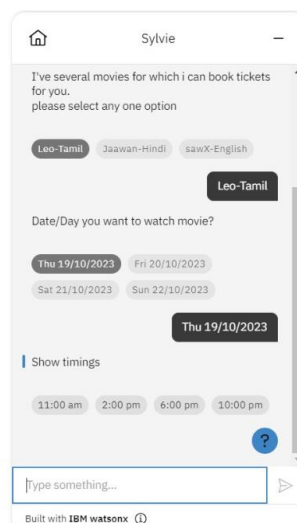 Sylvie
I've several movies for which i can book tickets
for you.
please select any one option
Leo-Tamil Jaawan-Hindi sawX-English
Leo-Tamil
Date/Day you want to watch movie?
Thu 19/10/2023 Fri 20/10/2023
Sat 21/10/2023 Sun 22/10/2023
Thu 19/10/2023
Show timings
11:00 am 2:00 pm 6:00 pm 10:00 pm
?
Type something...
Built with IBM watsonx